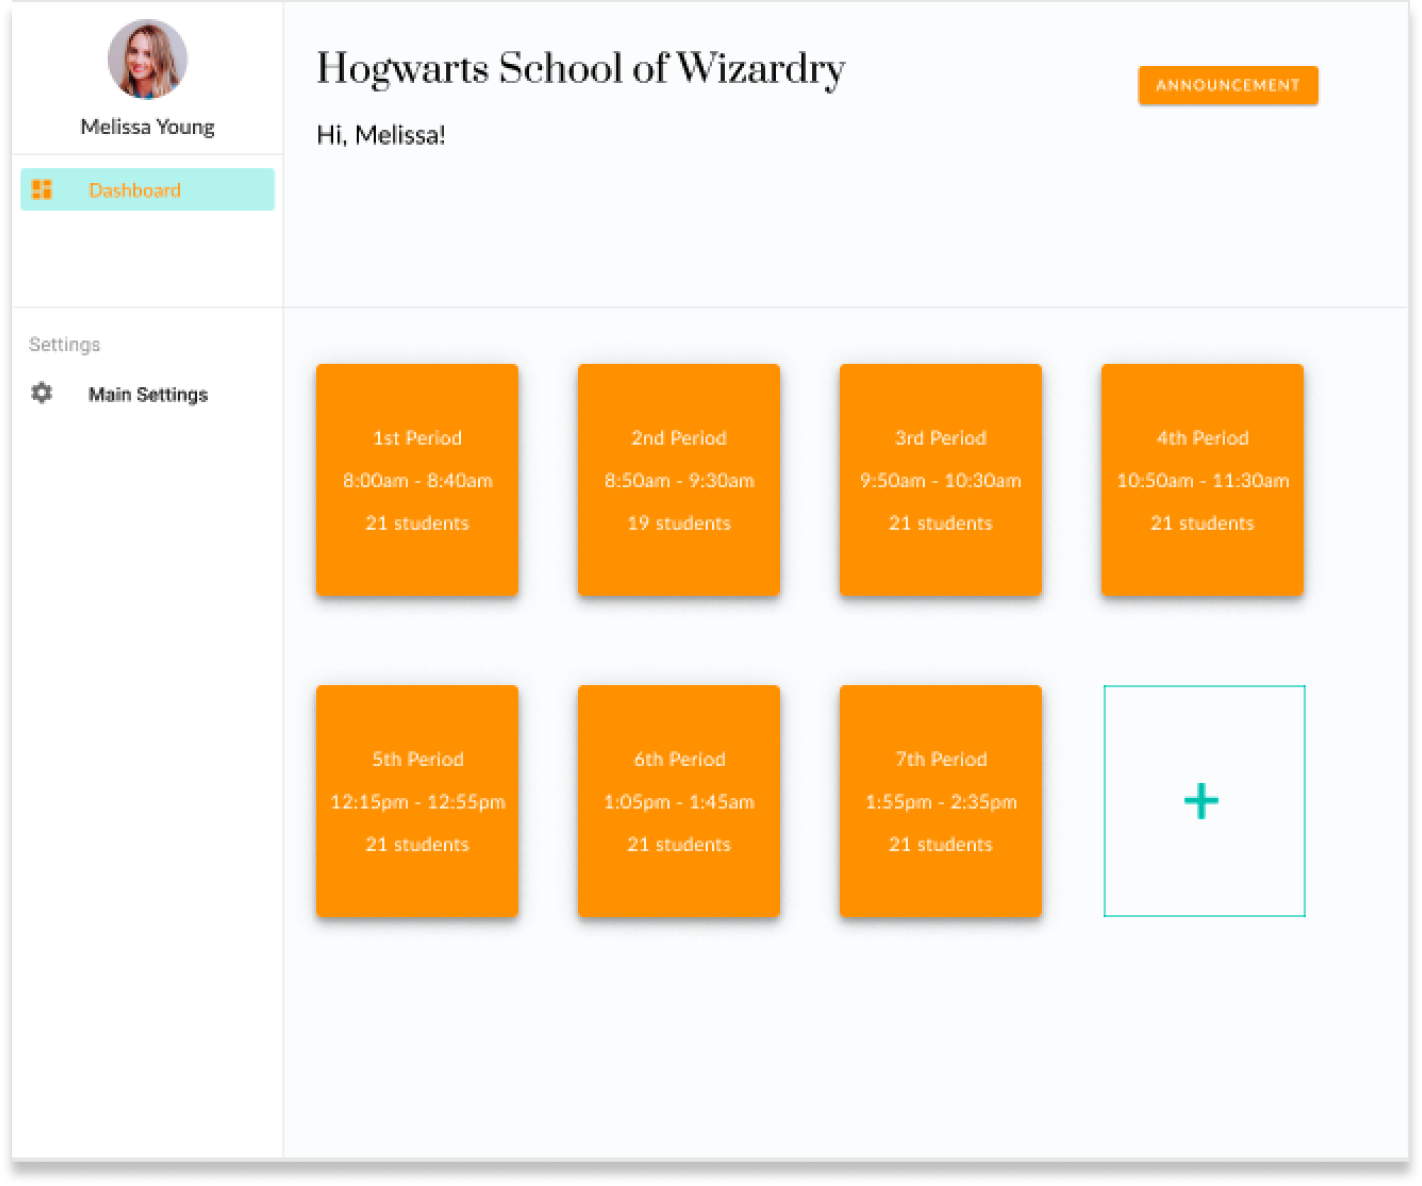 Melissa Young
Dashboard
Settings
Main Settings
Hogwarts School of Wizardry
ANNOUNCEMENT
Hi, Melissa!
1st Period
8:00am - 8:40am
21 students
2nd Period
8:50am - 9:30am
19 students
3rd Period
9:50am - 10:30am
21 students
4th Period
10:50am - 11:30am
21 students
5th Period
12:15pm - 12:55pm
21 students
6th Period
1:05pm - 1:45am
21 students
7th Period
1:55pm - 2:35pm
21 students